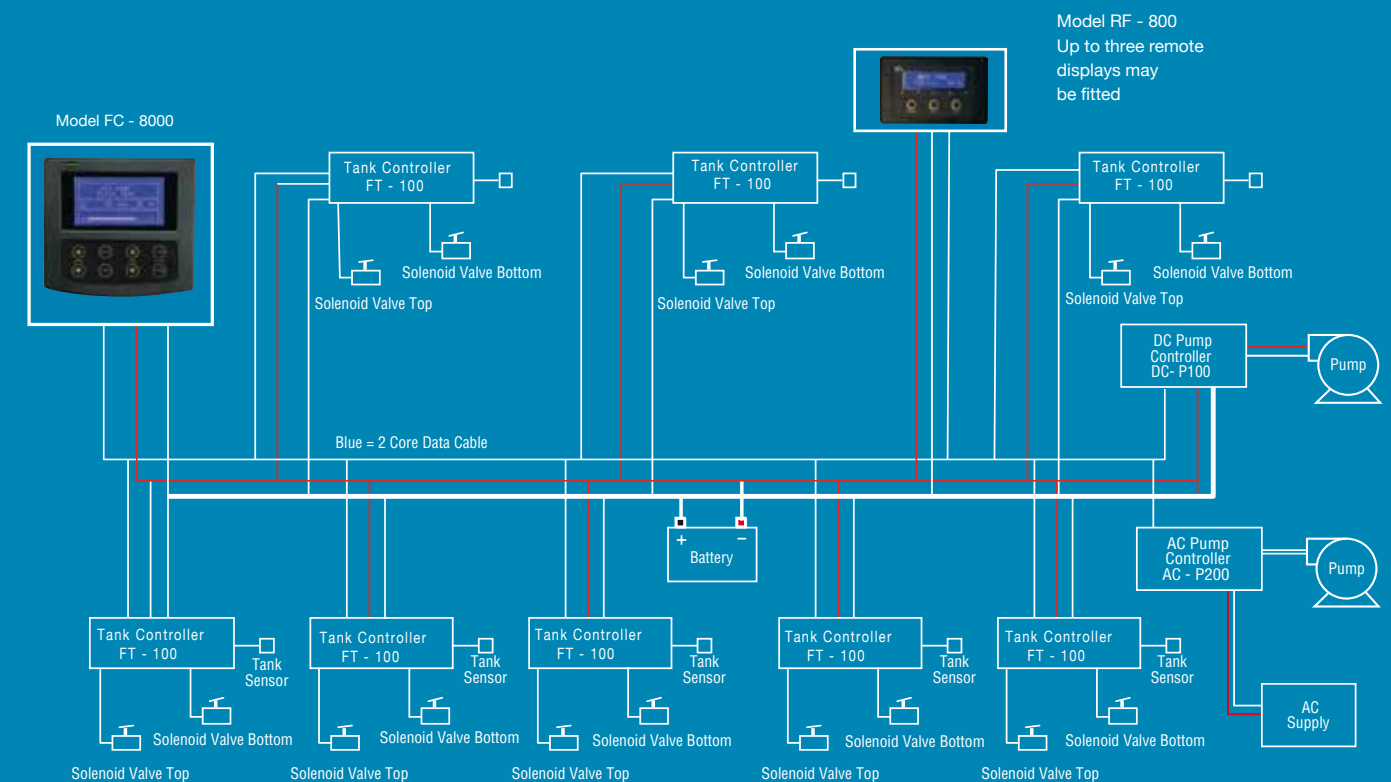 Model RF - 800
Up to three remote
displays may
be fitted
Model FC - 8000
Tank Controller
FT - 100
Tank Controller
FT - 100
Tank Controller
FT - 100
Solenoid Valve Bottom
Solenoid Valve Bottom
Solenoid Valve Bottom
Solenoid Valve Top
Solenoid Valve Top
Solenoid Valve Top
DC Pump
Controller
DC- P100
Pump
Blue = 2 Core Data Cable
+
−
Battery
AC Pump
Controller
AC - P200
Pump
Tank Controller
FT - 100
Tank Controller
FT - 100
Tank Controller
FT - 100
Tank Controller
FT - 100
Tank Controller
FT - 100
Tank
Sensor
Tank
Sensor
Tank
Sensor
Tank
Sensor
Tank
Sensor
AC
Supply
Solenoid Valve Bottom
Solenoid Valve Bottom
Solenoid Valve Bottom
Solenoid Valve Bottom
Solenoid Valve Bottom
Solenoid Valve Top
Solenoid Valve Top
Solenoid Valve Top
Solenoid Valve Top
Solenoid Valve Top